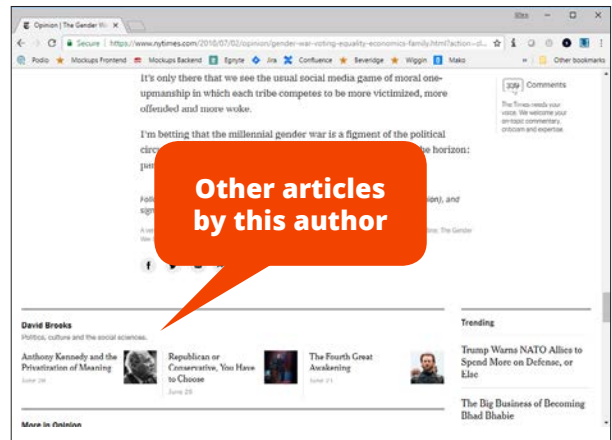 Opinion | The Gender W
Secure https://www.nytimes.com/2018/07/02/opinion/gender-war-voting-equality-economics-family.html?action=cl...
Podio Mockups Frontend Mockups Backend Egnyte Jira Confluence Beveridge Wiggin Mako » Other bookmarks
It's only there that we see the usual social media game of moral one-
upmanship in which each tribe competes to be more victimized, more
offended and more woke.
Comments
The Times needs your
voice. We welcome your
on-topic commentary,
criticism and expertise.
I'm betting that the millennial gender war is a figment of the political
he horizon:
Other articles
by this author
ion), and
The Gender
David Brooks
Politics, culture and the social sciences.
Anthony Kennedy and the
Privatization of Meaning
June 28
Republican or
Conservative, You Have
to Choose
June 25
The Fourth Great
Awakening
June 21
Trending
Trump Warns NATO Allies to
Spend More on Defense, or
Else
The Big Business of Becoming
Bhad Bhabie
More in Opinion